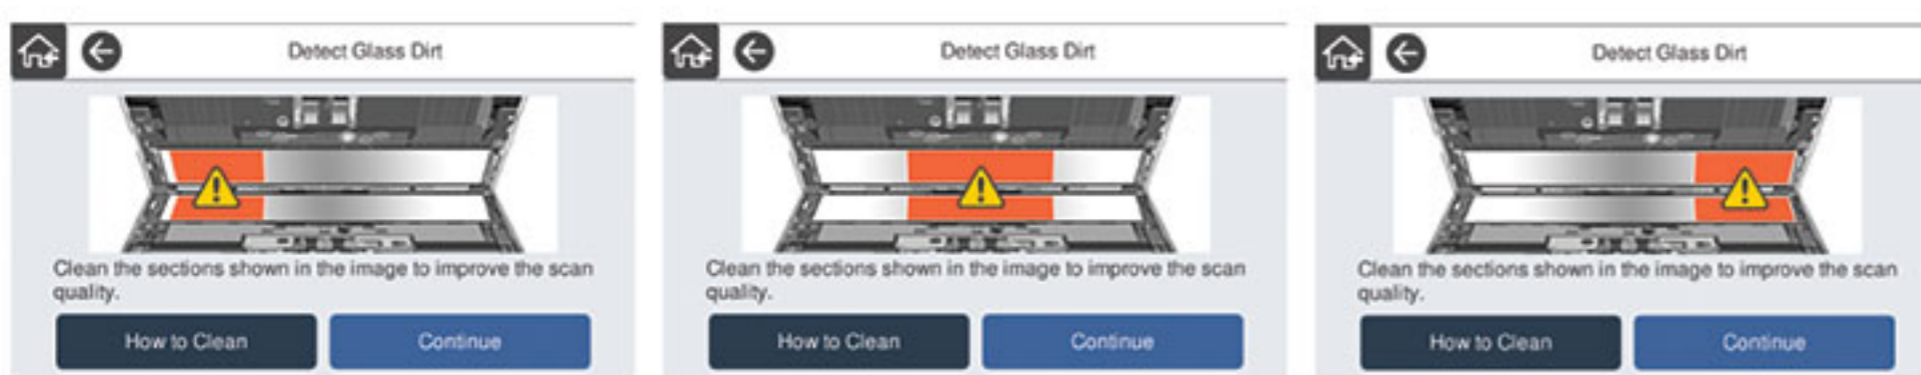 Detect Glass Dirt
Clean the sections shown in the image to improve the scan
quality.
How to Clean
Continue
Detect Glass Dirt
Clean the sections shown in the image to improve the scan
quality.
How to Clean
Continue
Detect Glass Dirt
Clean the sections shown in the image to improve the scan
quality.
How to Clean
Continue